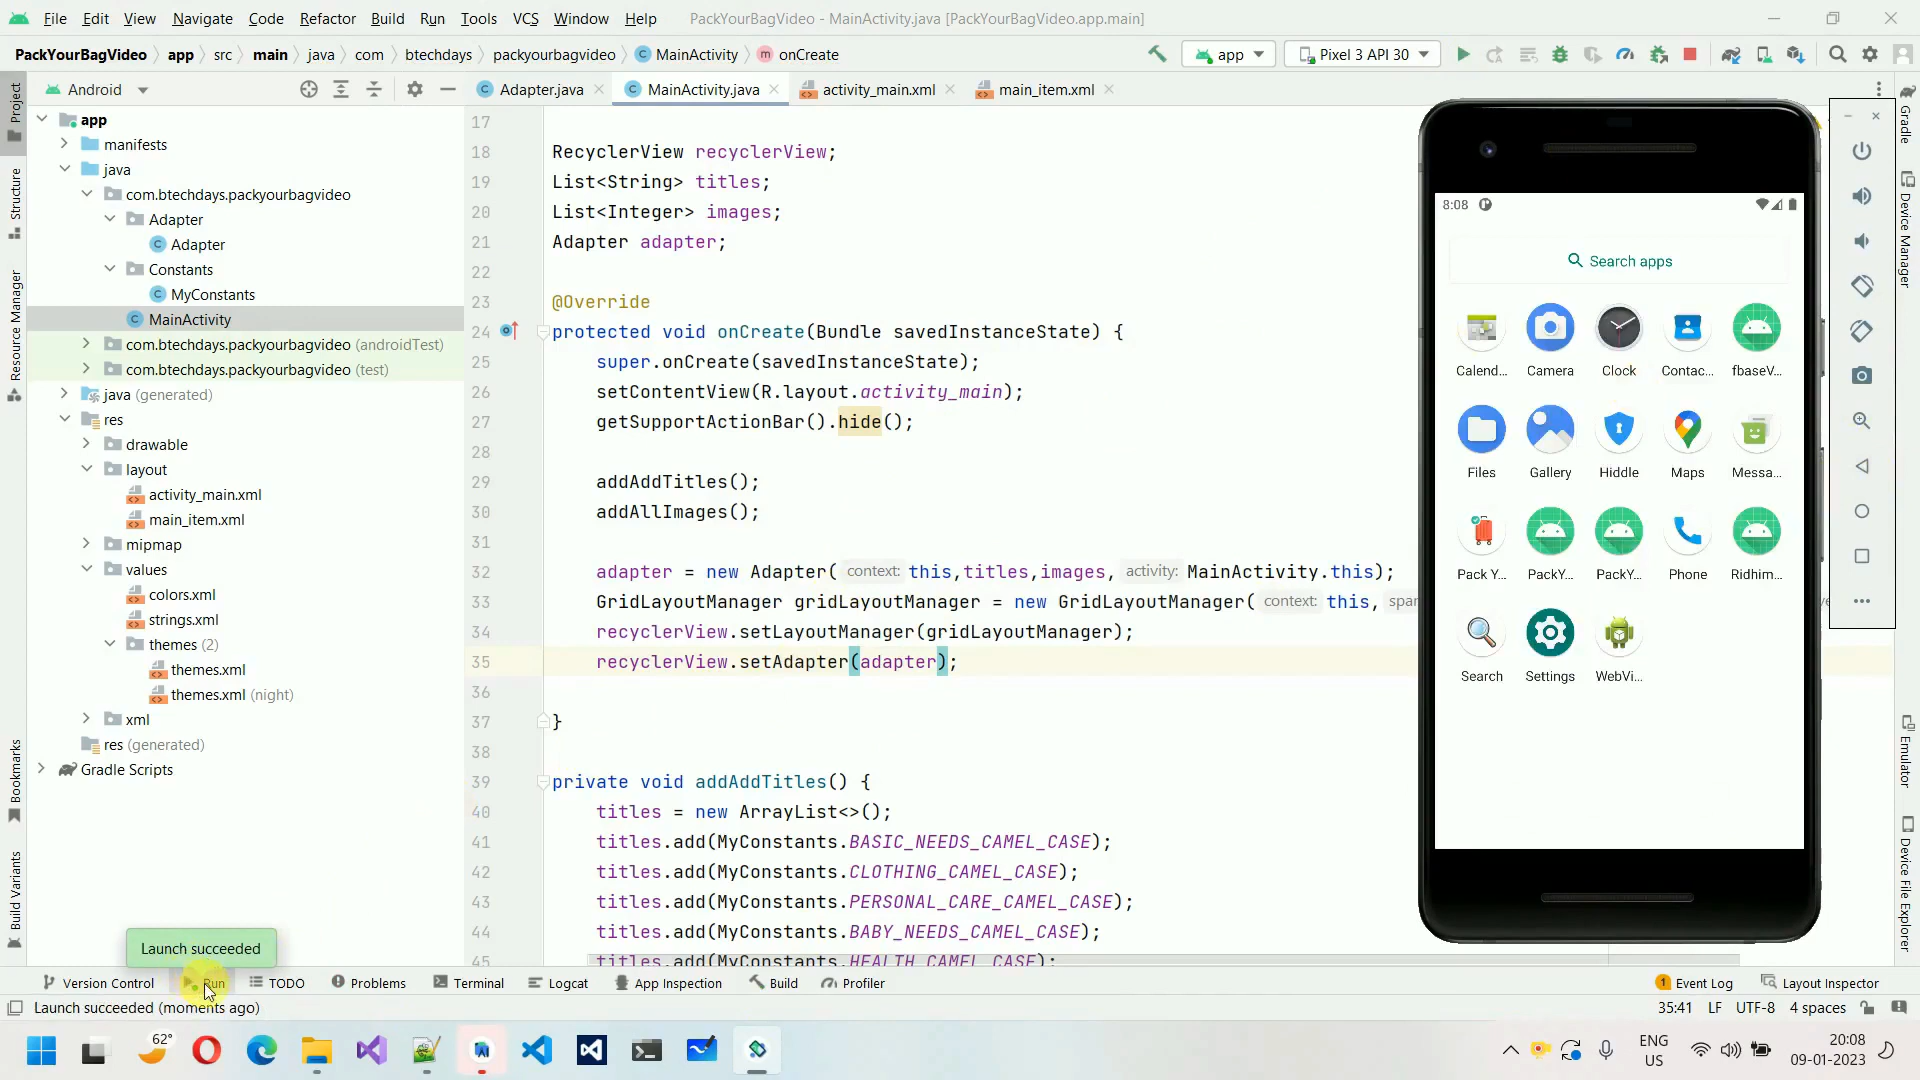 File Edit View Navigate Code Refactor Build Run Tools VCS Window Help PackYourBagVideo - MainActivity.java [PackYourBagVideo.app.main]
PackYourBagVideo app src main java com btechdays packyourbagvideo MainActivity onCreate app Pixel 3 API 30
Android
Adapter.java MainActivity.java activity_main.xml main_item.xml
Project
Structure
Resource Manager
Bookmarks
Build Variants
app
manifests
java
com.btechdays.packyourbagvideo
Adapter
Adapter
Constants
MyConstants
MainActivity
com.btechdays.packyourbagvideo (androidTest)
com.btechdays.packyourbagvideo (test)
java (generated)
res
drawable
layout
activity_main.xml
main_item.xml
mipmap
values
colors.xml
strings.xml
themes (2)
themes.xml
themes.xml (night)
xml
res (generated)
Gradle Scripts
17
18 RecyclerView recyclerView;
19 List<String> titles;
20 List<Integer> images;
21 Adapter adapter;
22
23 @Override
24 protected void onCreate(Bundle savedInstanceState) {
25 super.onCreate(savedInstanceState);
26 setContentView(R.layout.activity_main);
27 getSupportActionBar().hide();
28
29 addAddTitles();
30 addAllImages();
31
32 adapter = new Adapter( context: this,titles,images, activity: MainActivity.this);
33 GridLayoutManager gridLayoutManager = new GridLayoutManager( context: this,
34 recyclerView.setLayoutManager(gridLayoutManager);
35 recyclerView.setAdapter(adapter);
36
37 }
38
39 private void addAddTitles() {
40 titles = new ArrayList<>();
41 titles.add(MyConstants.BASIC_NEEDS_CAMEL_CASE);
42 titles.add(MyConstants.CLOTHING_CAMEL_CASE);
43 titles.add(MyConstants.PERSONAL_CARE_CAMEL_CASE);
44 titles.add(MyConstants.BABY_NEEDS_CAMEL_CASE);
45 titles.add(MyConstants.HEALTH_CAMEL_CASE);
8:08
Search apps
Calend... Camera Clock Contac... fbaseV...
Files Gallery Hiddle Maps Messa...
Pack Y... PackY... PackY... Phone Ridhim...
Search Settings WebVi...
Gradle
Device Manager
Emulator
Device File Explorer
Launch succeeded
Version Control Run TODO Problems Terminal Logcat App Inspection Build Profiler 1 Event Log Layout Inspector
Launch succeeded (moments ago) 35:41 LF UTF-8 4 spaces
62°
ENG
US
20:08
09-01-2023